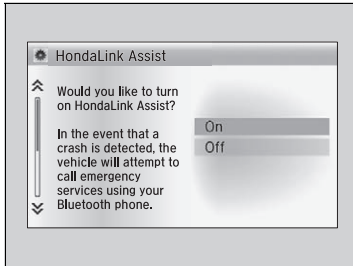 HondaLink Assist
Would you like to turn
on HondaLink Assist?
In the event that a
crash is detected, the
vehicle will attempt to
call emergency
services using your
Bluetooth phone.
On
Off